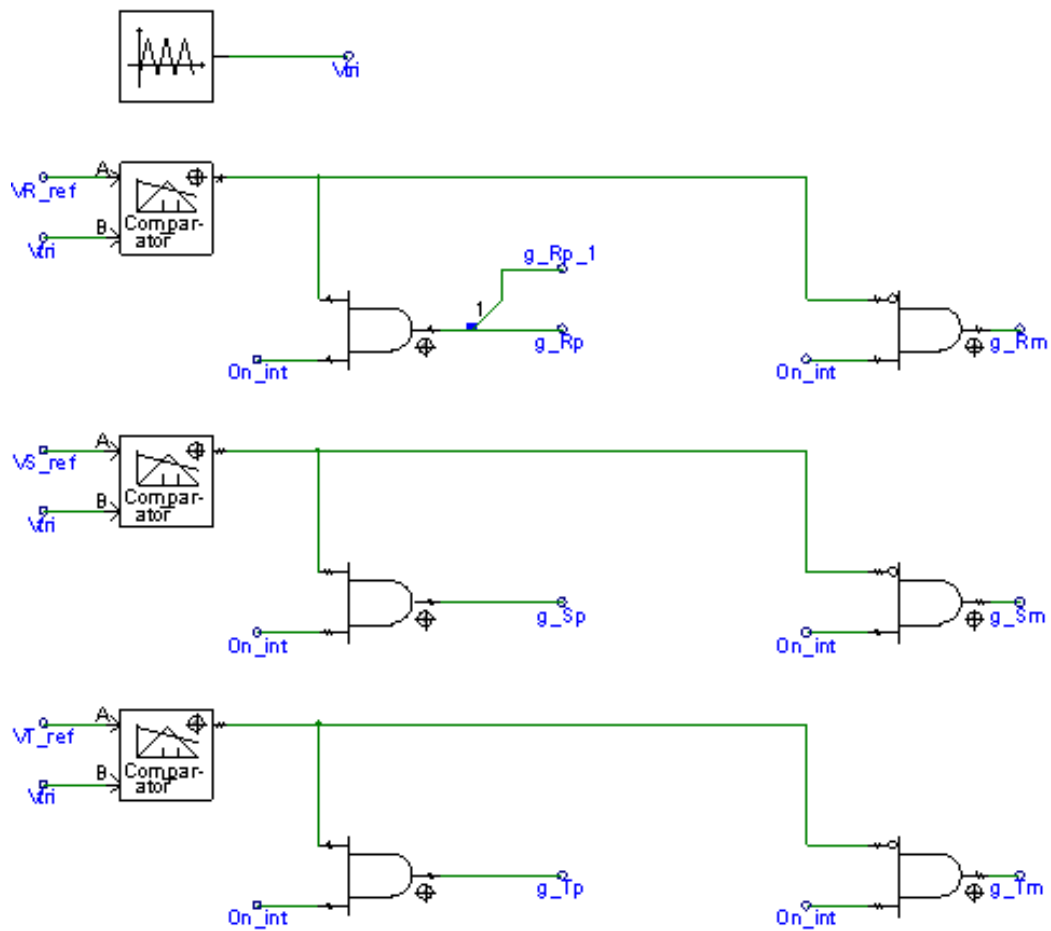 Vtri
A
VR_ref
B
Vtri
Compar-
ator
g_Rp_1
1
g_Rp
On_int
g_Rm
On_int
A
VS_ref
B
Vtri
Compar-
ator
g_Sp
On_int
g_Sm
On_int
A
VT_ref
B
Vtri
Compar-
ator
g_Tp
On_int
g_Tm
On_int